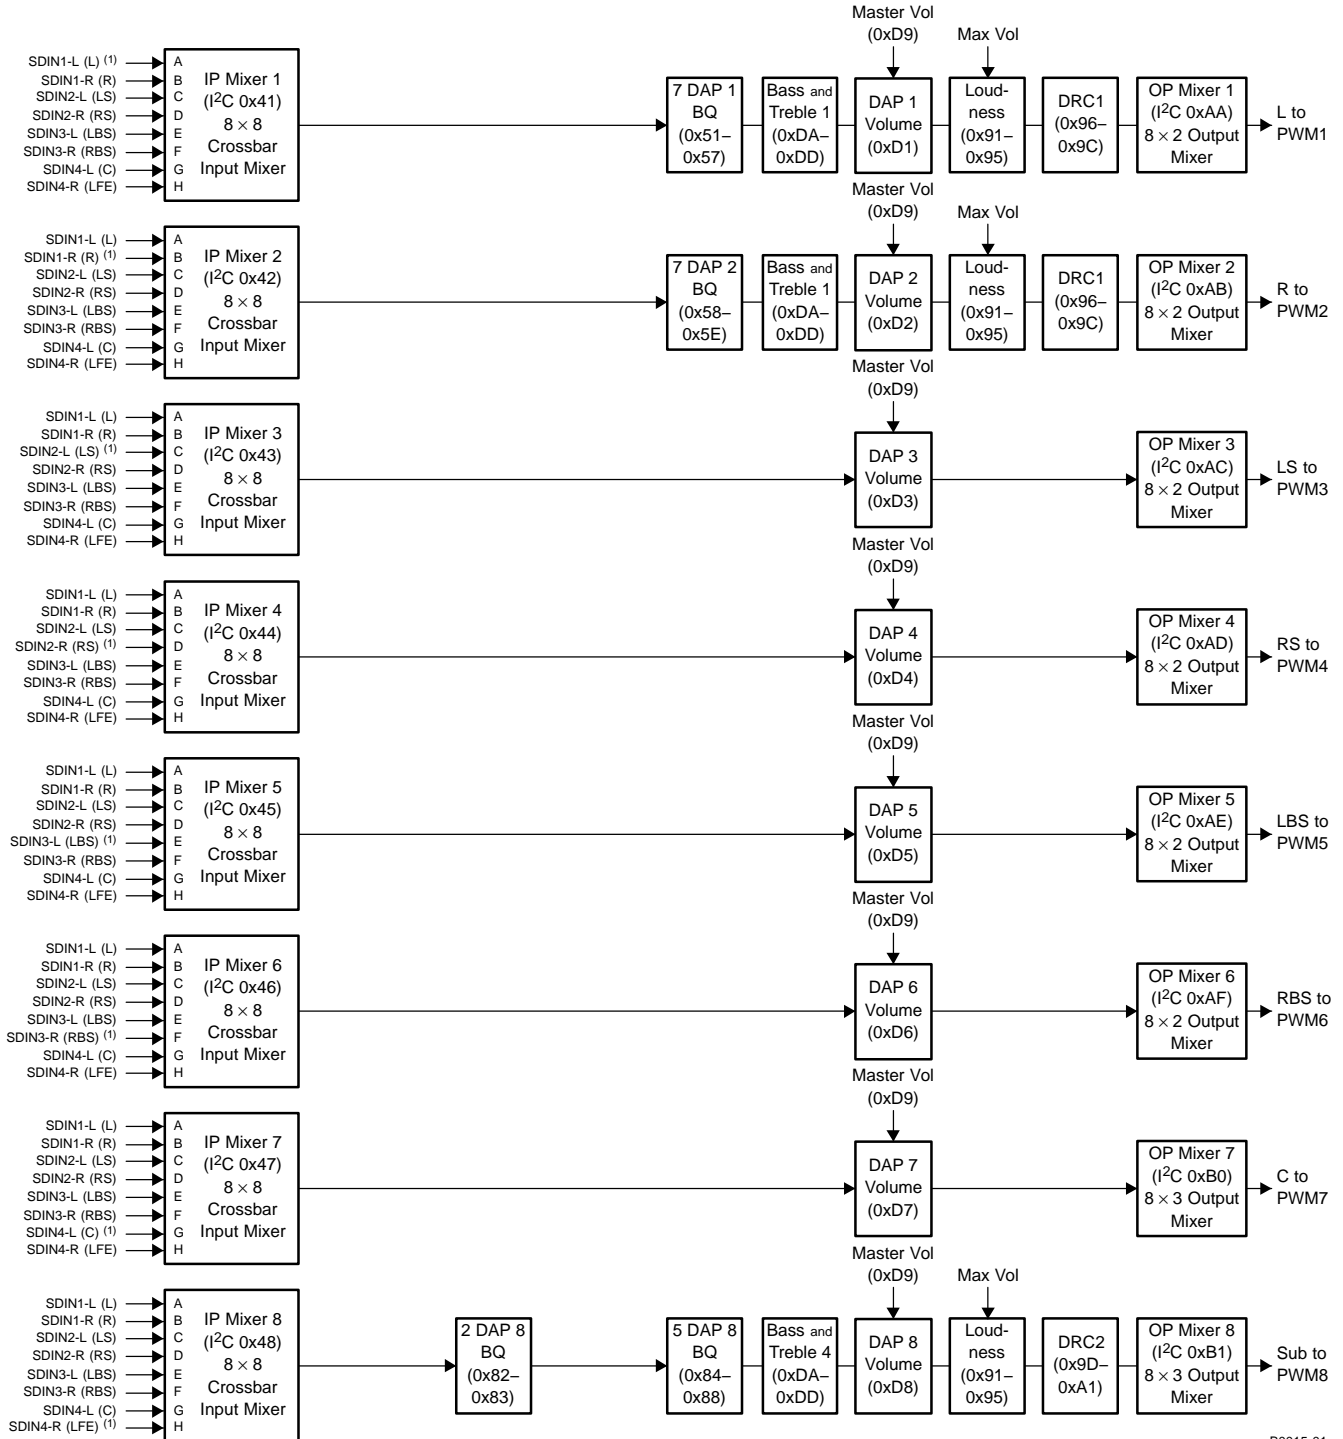 Master Vol
(0xD9)
Max Vol
SDIN1-L (L) (1)
SDIN1-R (R)
SDIN2-L (LS)
SDIN2-R (RS)
SDIN3-L (LBS)
SDIN3-R (RBS)
SDIN4-L (C)
SDIN4-R (LFE)
A
B
C
D
E
F
G
H
IP Mixer 1
(I2C 0x41)
8 × 8
Crossbar
Input Mixer
7 DAP 1
BQ
(0x51–
0x57)
Bass and
Treble 1
(0xDA–
0xDD)
DAP 1
Volume
(0xD1)
Loud-
ness
(0x91–
0x95)
DRC1
(0x96–
0x9C)
OP Mixer 1
(I2C 0xAA)
8 × 2 Output
Mixer
L to
PWM1
Master Vol
(0xD9)
Max Vol
SDIN1-L (L)
SDIN1-R (R) (1)
SDIN2-L (LS)
SDIN2-R (RS)
SDIN3-L (LBS)
SDIN3-R (RBS)
SDIN4-L (C)
SDIN4-R (LFE)
A
B
C
D
E
F
G
H
IP Mixer 2
(I2C 0x42)
8 × 8
Crossbar
Input Mixer
7 DAP 2
BQ
(0x58–
0x5E)
Bass and
Treble 1
(0xDA–
0xDD)
DAP 2
Volume
(0xD2)
Loud-
ness
(0x91–
0x95)
DRC1
(0x96–
0x9C)
OP Mixer 2
(I2C 0xAB)
8 × 2 Output
Mixer
R to
PWM2
Master Vol
(0xD9)
SDIN1-L (L)
SDIN1-R (R)
SDIN2-L (LS) (1)
SDIN2-R (RS)
SDIN3-L (LBS)
SDIN3-R (RBS)
SDIN4-L (C)
SDIN4-R (LFE)
A
B
C
D
E
F
G
H
IP Mixer 3
(I2C 0x43)
8 × 8
Crossbar
Input Mixer
DAP 3
Volume
(0xD3)
OP Mixer 3
(I2C 0xAC)
8 × 2 Output
Mixer
LS to
PWM3
Master Vol
(0xD9)
SDIN1-L (L)
SDIN1-R (R)
SDIN2-L (LS)
SDIN2-R (RS) (1)
SDIN3-L (LBS)
SDIN3-R (RBS)
SDIN4-L (C)
SDIN4-R (LFE)
A
B
C
D
E
F
G
H
IP Mixer 4
(I2C 0x44)
8 × 8
Crossbar
Input Mixer
DAP 4
Volume
(0xD4)
OP Mixer 4
(I2C 0xAD)
8 × 2 Output
Mixer
RS to
PWM4
Master Vol
(0xD9)
SDIN1-L (L)
SDIN1-R (R)
SDIN2-L (LS)
SDIN2-R (RS)
SDIN3-L (LBS) (1)
SDIN3-R (RBS)
SDIN4-L (C)
SDIN4-R (LFE)
A
B
C
D
E
F
G
H
IP Mixer 5
(I2C 0x45)
8 × 8
Crossbar
Input Mixer
DAP 5
Volume
(0xD5)
OP Mixer 5
(I2C 0xAE)
8 × 2 Output
Mixer
LBS to
PWM5
Master Vol
(0xD9)
SDIN1-L (L)
SDIN1-R (R)
SDIN2-L (LS)
SDIN2-R (RS)
SDIN3-L (LBS)
SDIN3-R (RBS) (1)
SDIN4-L (C)
SDIN4-R (LFE)
A
B
C
D
E
F
G
H
IP Mixer 6
(I2C 0x46)
8 × 8
Crossbar
Input Mixer
DAP 6
Volume
(0xD6)
OP Mixer 6
(I2C 0xAF)
8 × 2 Output
Mixer
RBS to
PWM6
Master Vol
(0xD9)
SDIN1-L (L)
SDIN1-R (R)
SDIN2-L (LS)
SDIN2-R (RS)
SDIN3-L (LBS)
SDIN3-R (RBS)
SDIN4-L (C) (1)
SDIN4-R (LFE)
A
B
C
D
E
F
G
H
IP Mixer 7
(I2C 0x47)
8 × 8
Crossbar
Input Mixer
DAP 7
Volume
(0xD7)
OP Mixer 7
(I2C 0xB0)
8 × 3 Output
Mixer
C to
PWM7
Master Vol
(0xD9)
Max Vol
SDIN1-L (L)
SDIN1-R (R)
SDIN2-L (LS)
SDIN2-R (RS)
SDIN3-L (LBS)
SDIN3-R (RBS)
SDIN4-L (C)
SDIN4-R (LFE) (1)
A
B
C
D
E
F
G
H
IP Mixer 8
(I2C 0x48)
8 × 8
Crossbar
Input Mixer
2 DAP 8
BQ
(0x82–
0x83)
5 DAP 8
BQ
(0x84–
0x88)
Bass and
Treble 4
(0xDA–
0xDD)
DAP 8
Volume
(0xD8)
Loud-
ness
(0x91–
0x95)
DRC2
(0x9D–
0xA1)
OP Mixer 8
(I2C 0xB1)
8 × 3 Output
Mixer
Sub to
PWM8